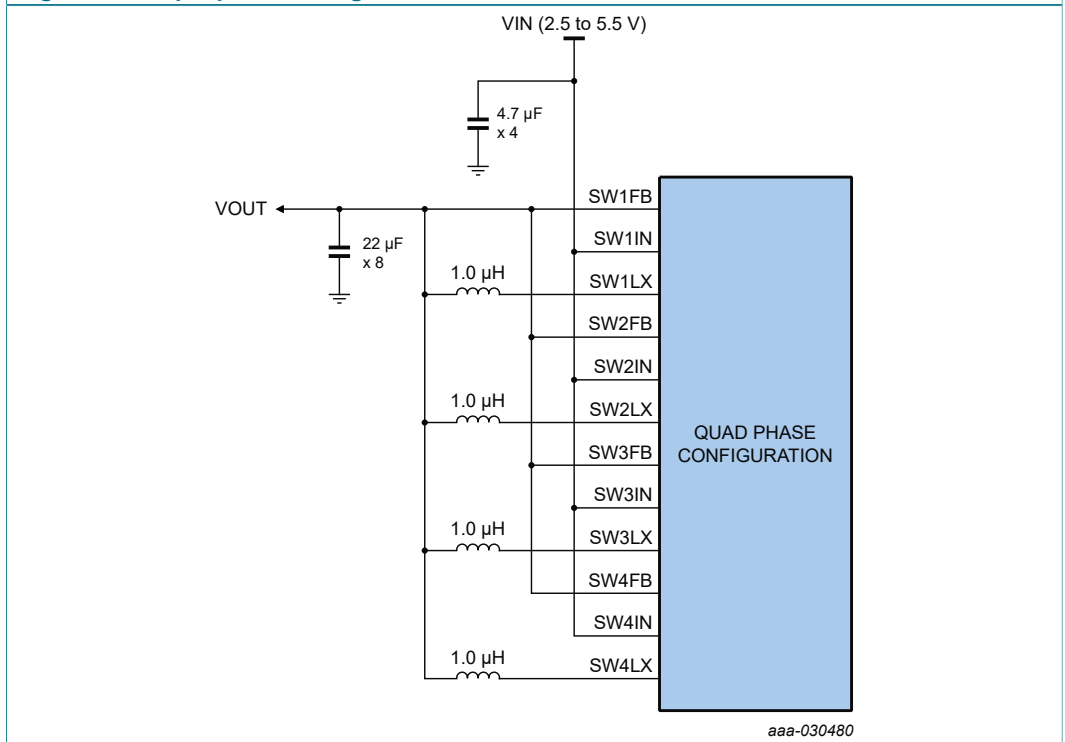 VIN (2.5 to 5.5 V)
4.7 µF
x 4
SW1FB
VOUT
SW1IN
22 µF
x 8
1.0 µH
SW1LX
SW2FB
SW2IN
1.0 µH
SW2LX
QUAD PHASE
CONFIGURATION
SW3FB
SW3IN
1.0 µH
SW3LX
SW4FB
SW4IN
1.0 µH
SW4LX
aaa-030480